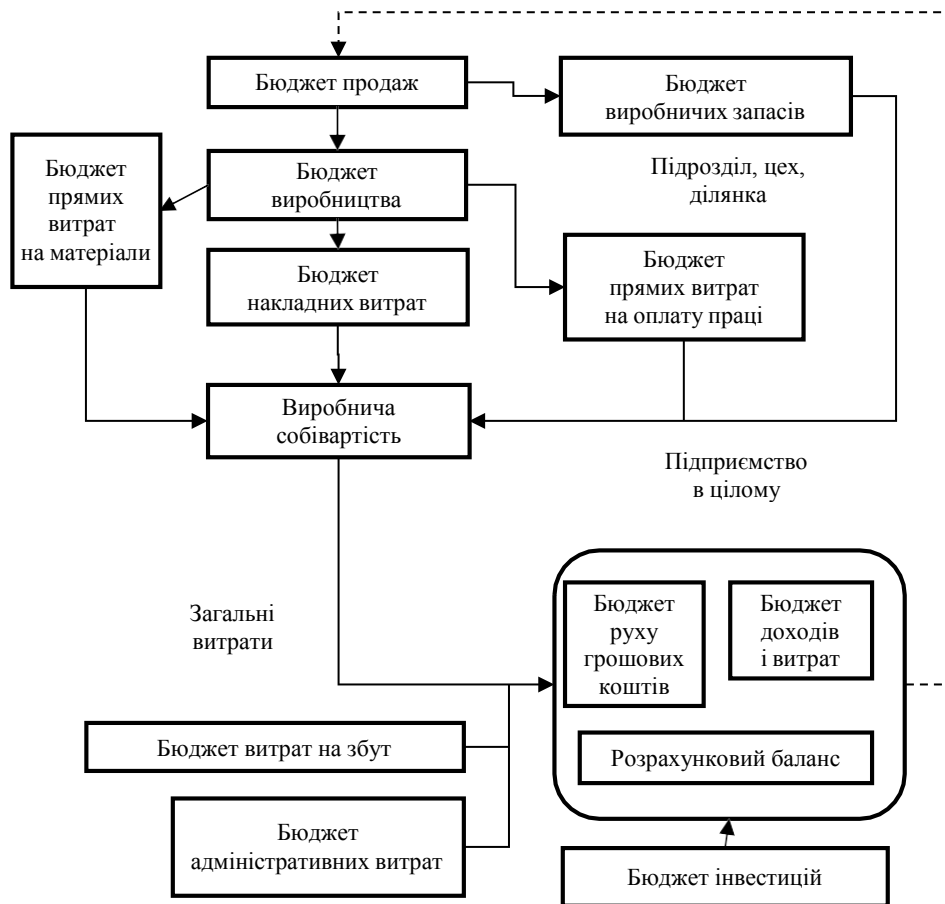 Бюджет продаж
Бюджет
виробничих запасів
Бюджет
прямих
витрат
на матеріали
Бюджет
виробництва
Підрозділ, цех,
ділянка
Бюджет
накладних витрат
Бюджет
прямих витрат
на оплату праці
Виробнича
собівартість
Підприємство
в цілому
Загальні
витрати
Бюджет
руху
грошових
коштів
Бюджет
доходів
і витрат
Бюджет витрат на збут
Розрахунковий баланс
Бюджет
адміністративних витрат
Бюджет інвестицій